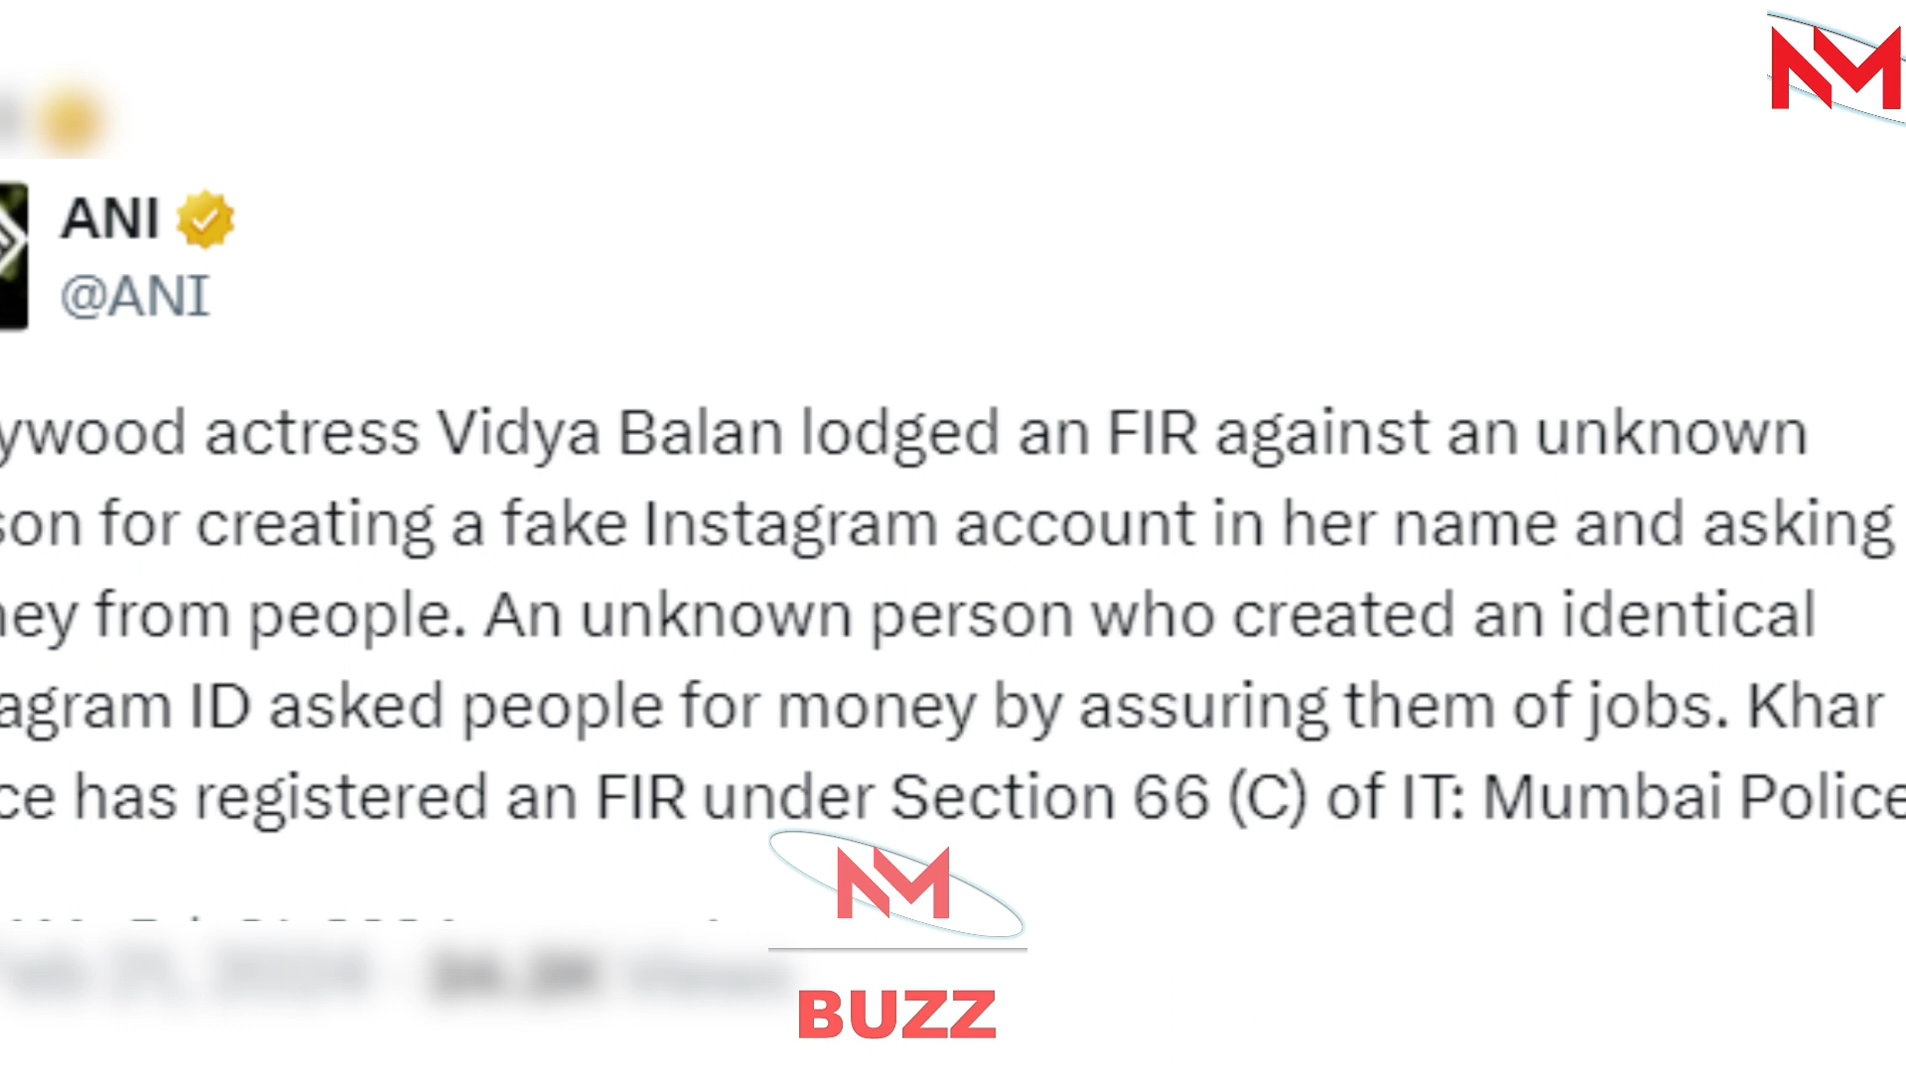 NM
ANI
@ANI
ywood actress Vidya Balan lodged an FIR against an unknown
son for creating a fake Instagram account in her name and asking
ney from people. An unknown person who created an identical
agram ID asked people for money by assuring them of jobs. Khar
ce has registered an FIR under Section 66 (C) of IT: Mumbai Police
NM
BUZZ